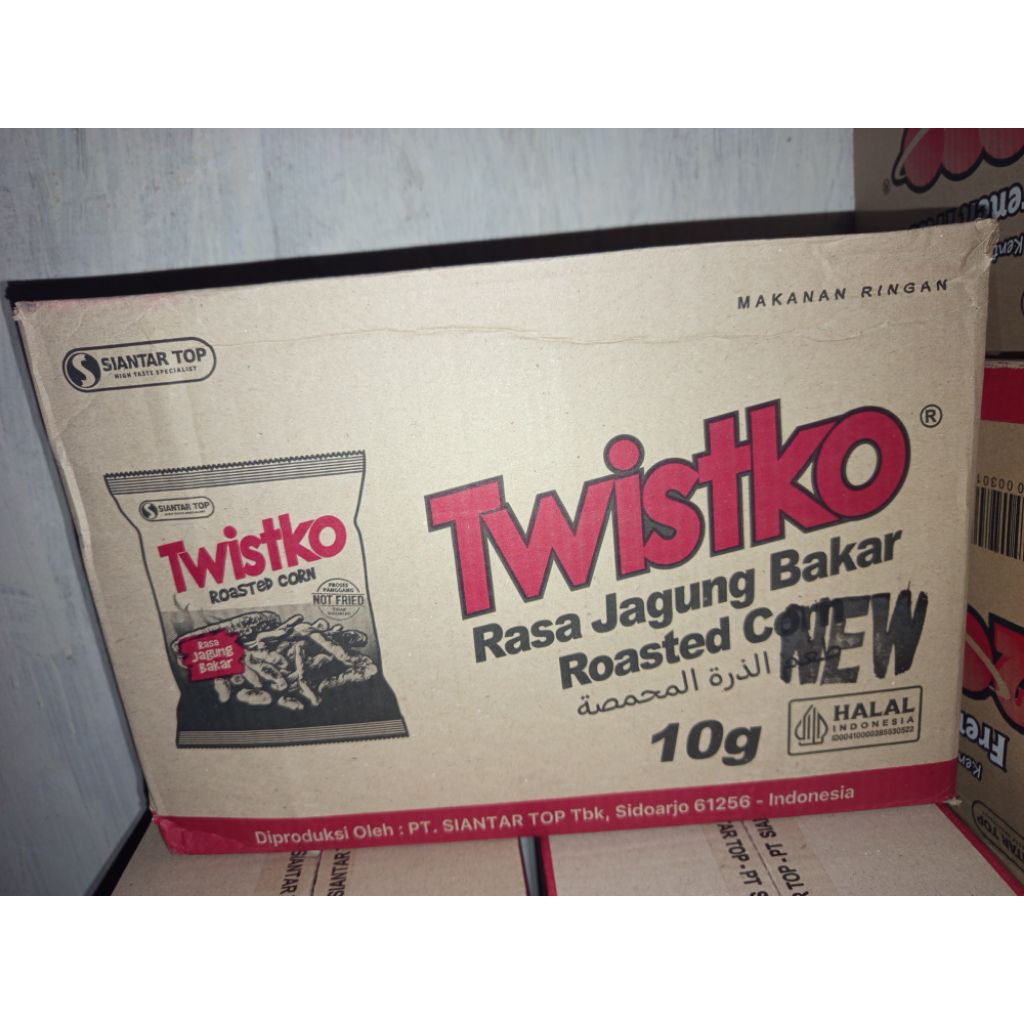 MAKANAN RINGAN
SIANTAR TOP
HIGH TASTE SPECIALIST
Twistko ®
Rasa Jagung Bakar
Roasted Corn
NEW
طعم الذرة المحمصة
10g
HALAL
INDONESIA
ID00410000285530522
SIANTAR TOP
Twistko
ROASTED CORN
PROSES
PANGGANG
NOT FRIED
Rasa
Jagung
Bakar
Diproduksi Oleh : PT. SIANTAR TOP Tbk, Sidoarjo 61256 - Indonesia
®